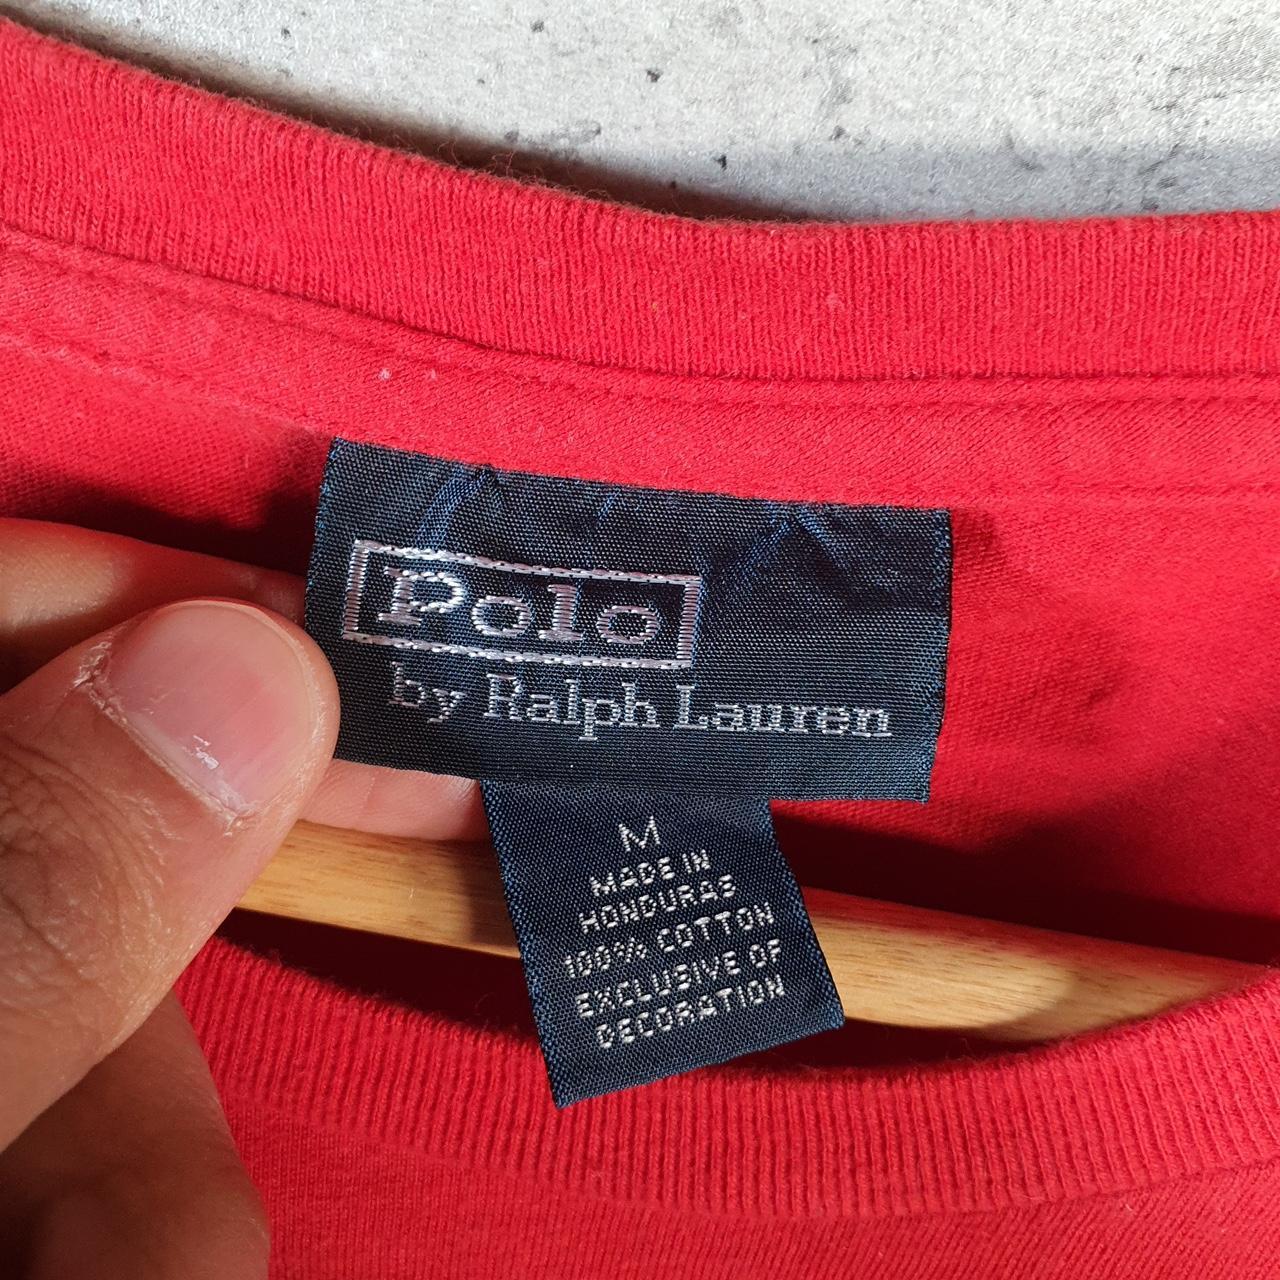 Polo
by Ralph Lauren
M
MADE IN
HONDURAS
100% COTTON
EXCLUSIVE OF
DECORATION